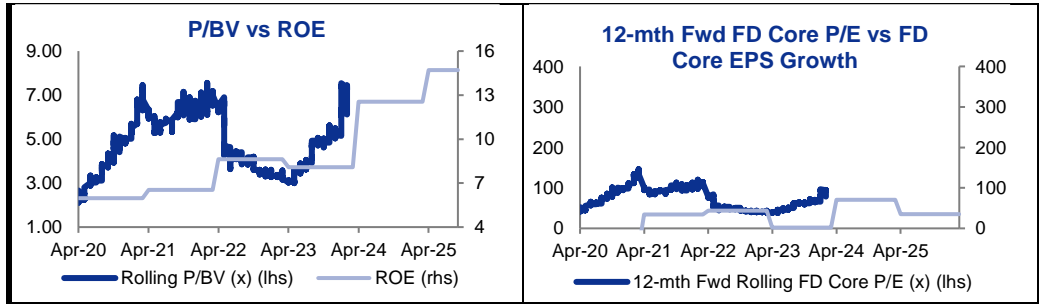 P/BV vs ROE
9.00
7.00
5.00
3.00
1.00
16
13
10
7
4
Apr-20 Apr-21 Apr-22 Apr-23 Apr-24 Apr-25
Rolling P/BV (x) (lhs) ROE (rhs)
12-mth Fwd FD Core P/E vs FD
Core EPS Growth
400
300
200
100
0
400
300
200
100
0
Apr-20 Apr-21 Apr-22 Apr-23 Apr-24 Apr-25
12-mth Fwd Rolling FD Core P/E (x) (lhs)